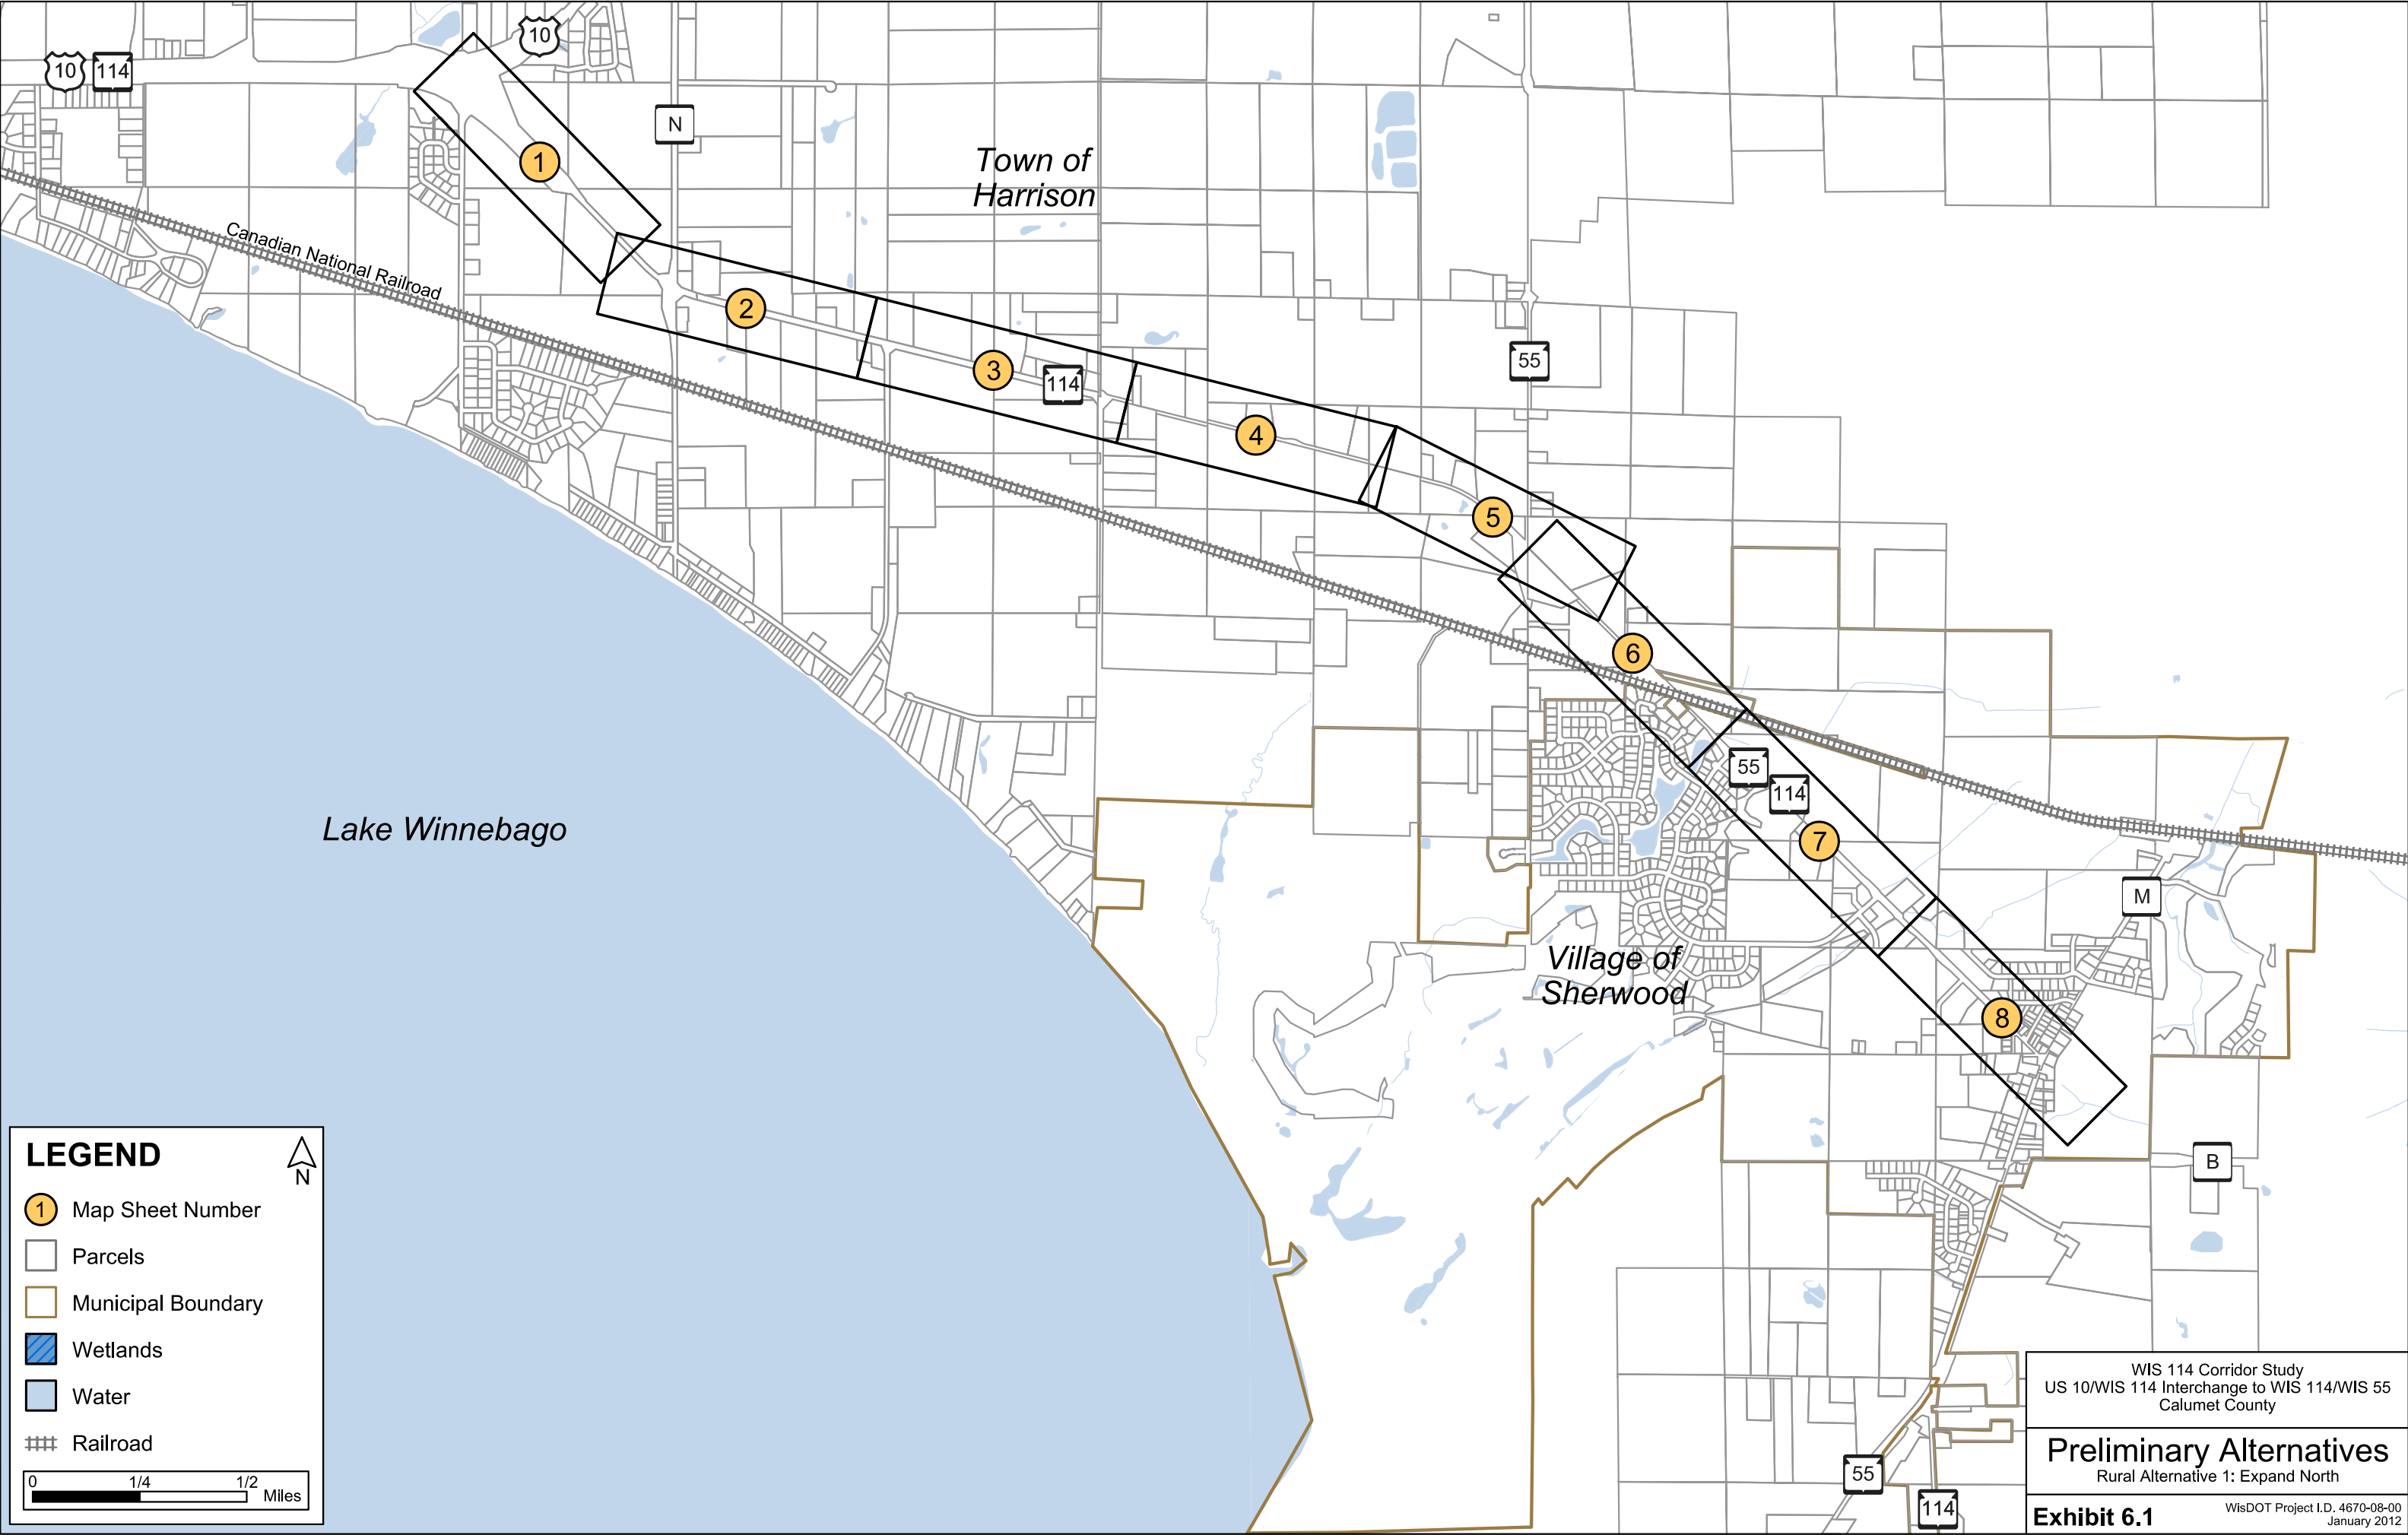 10
10
114
N
1
Town of
Harrison
Canadian National Railroad
2
3
114
55
4
5
6
55
114
7
Lake Winnebago
M
Village of
Sherwood
8
B
55
114
LEGEND
N
1 Map Sheet Number
Parcels
Municipal Boundary
Wetlands
Water
Railroad
0 1/4 1/2
Miles
WIS 114 Corridor Study
US 10/WIS 114 Interchange to WIS 114/WIS 55
Calumet County
Preliminary Alternatives
Rural Alternative 1: Expand North
Exhibit 6.1
WisDOT Project I.D. 4670-08-00
January 2012